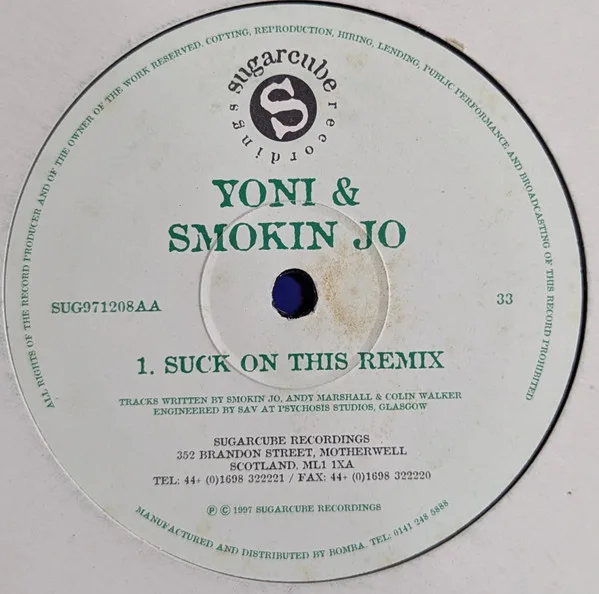 ALL RIGHTS OF THE RECORD PRODUCER AND OF THE OWNER OF THE WORK RESERVED. COPYING, REPRODUCTION, HIRING, LENDING, PUBLIC PERFORMANCE AND BROADCASTING OF THIS RECORD PROHIBITED
sugarcube
recordings
S
YONI &
SMOKIN JO
SUG971208AA
33
1. SUCK ON THIS REMIX
TRACKS WRITTEN BY SMOKIN JO, ANDY MARSHALL & COLIN WALKER
ENGINEERED BY SAV AT PSYCHOSIS STUDIOS, GLASGOW
SUGARCUBE RECORDINGS
352 BRANDON STREET, MOTHERWELL
SCOTLAND. ML1 1XA
TEL: 44+ (0)1698 322221 / FAX: 44+ (0)1698 322220
℗ © 1997 SUGARCUBE RECORDINGS
MANUFACTURED AND DISTRIBUTED BY BOMBA. TEL: 0141 248 5888